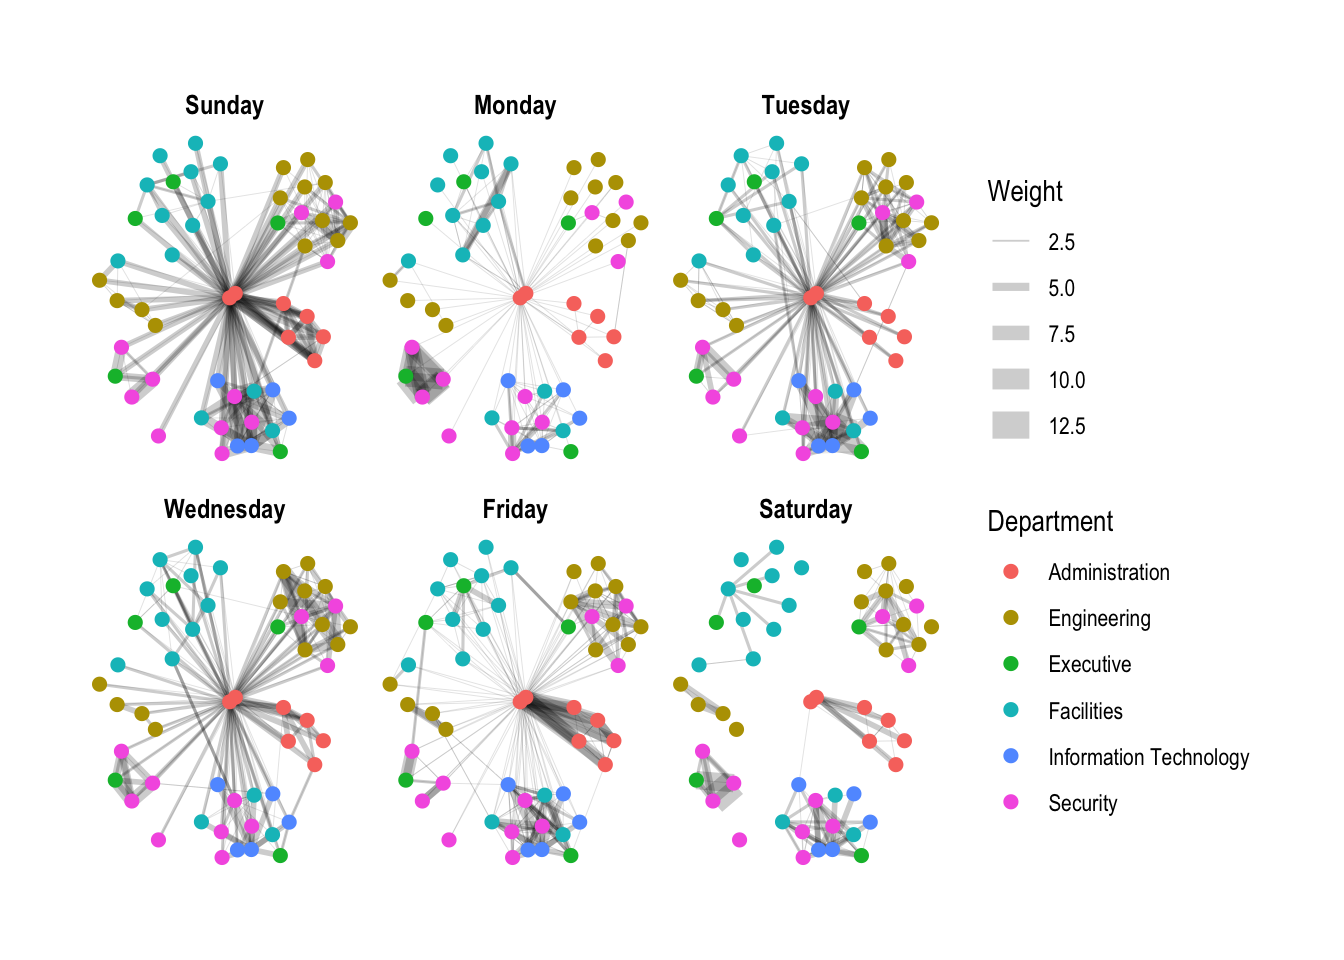 Sunday
Monday
Tuesday
Wednesday
Friday
Saturday
Weight
2.5
5.0
7.5
10.0
12.5
Department
Administration
Engineering
Executive
Facilities
Information Technology
Security